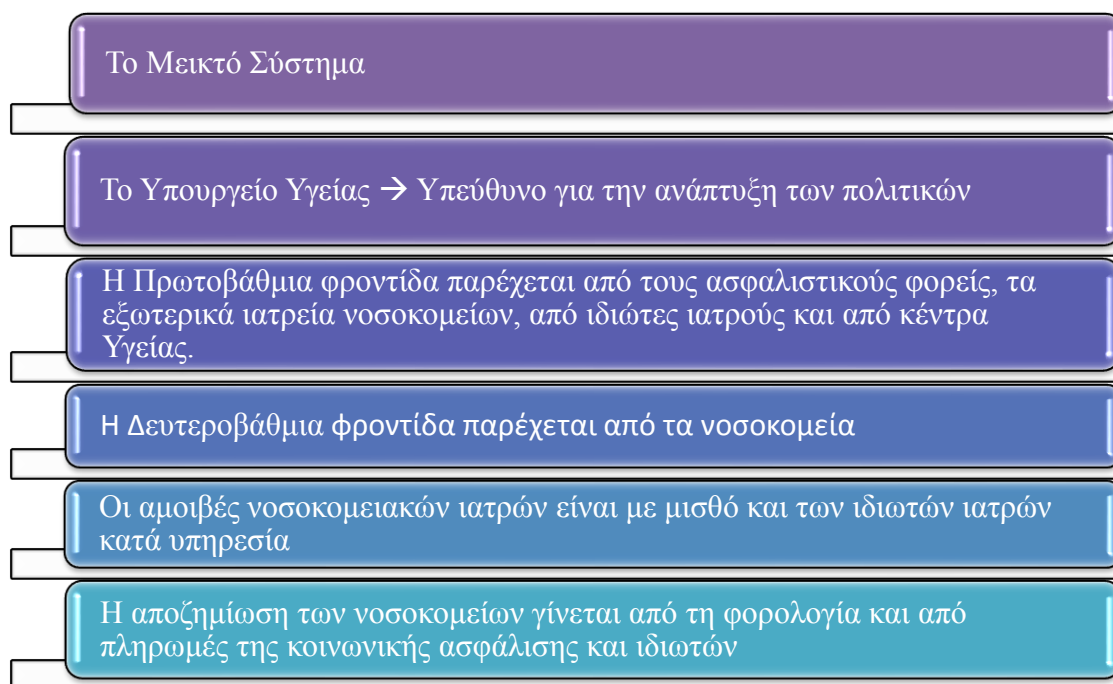 Το Μεικτό Σύστημα
Το Υπουργείο Υγείας → Υπεύθυνο για την ανάπτυξη των πολιτικών
Η Πρωτοβάθμια φροντίδα παρέχεται από τους ασφαλιστικούς φορείς, τα
εξωτερικά ιατρεία νοσοκομείων, από ιδιώτες ιατρούς και από κέντρα
Υγείας.
Η Δευτεροβάθμια φροντίδα παρέχεται από τα νοσοκομεία
Οι αμοιβές νοσοκομειακών ιατρών είναι με μισθό και των ιδιωτών ιατρών
κατά υπηρεσία
Η αποζημίωση των νοσοκομείων γίνεται από τη φορολογία και από
πληρωμές της κοινωνικής ασφάλισης και ιδιωτών